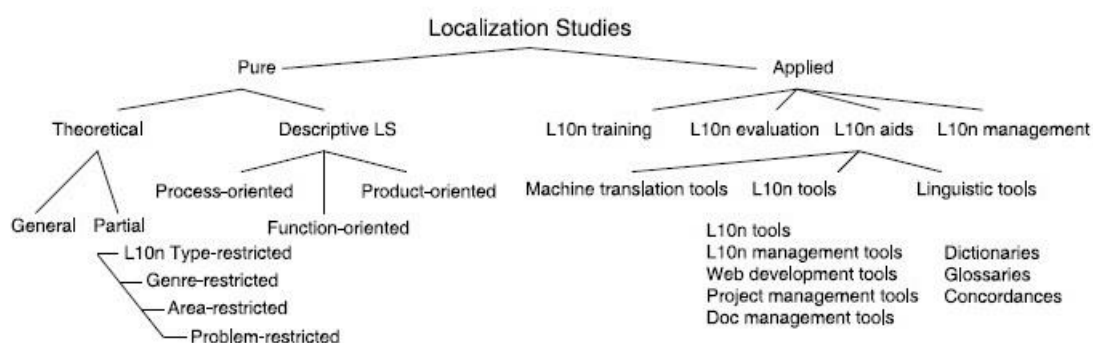 Localization Studies
Pure
Applied
Theoretical
Descriptive LS
L10n training
L10n evaluation
L10n aids
L10n management
Process-oriented
Product-oriented
Machine translation tools
L10n tools
Linguistic tools
General
Partial
Function-oriented
L10n Type-restricted
Genre-restricted
Area-restricted
Problem-restricted
L10n tools
L10n management tools
Web development tools
Project management tools
Doc management tools
Dictionaries
Glossaries
Concordances